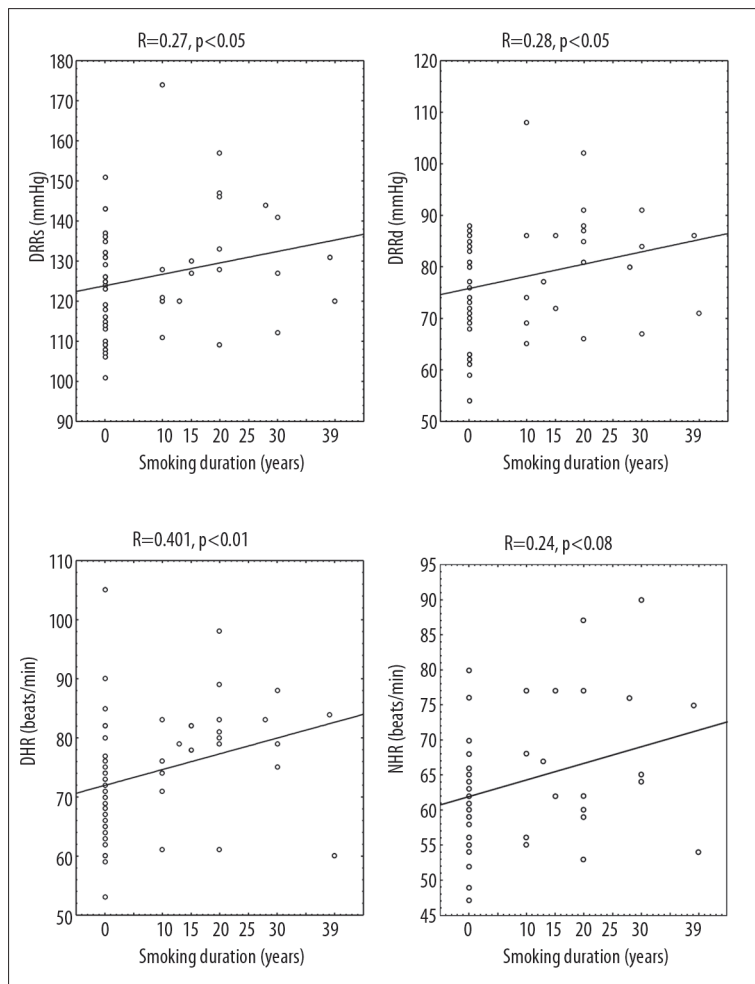 R=0.27, p<0.05
180
170
160
150
140
130
120
110
100
90
DRRs (mmHg)
0 10 15 20 25 30 39
Smoking duration (years)
R=0.28, p<0.05
120
110
100
90
80
70
60
50
DRRd (mmHg)
0 10 15 20 25 30 39
Smoking duration (years)
R=0.401, p<0.01
110
100
90
80
70
60
50
DHR (beats/min)
0 10 15 20 25 30 39
Smoking duration (years)
R=0.24, p<0.08
95
90
85
80
75
70
65
60
55
50
45
NHR (beats/min)
0 10 15 20 25 30 39
Smoking duration (years)